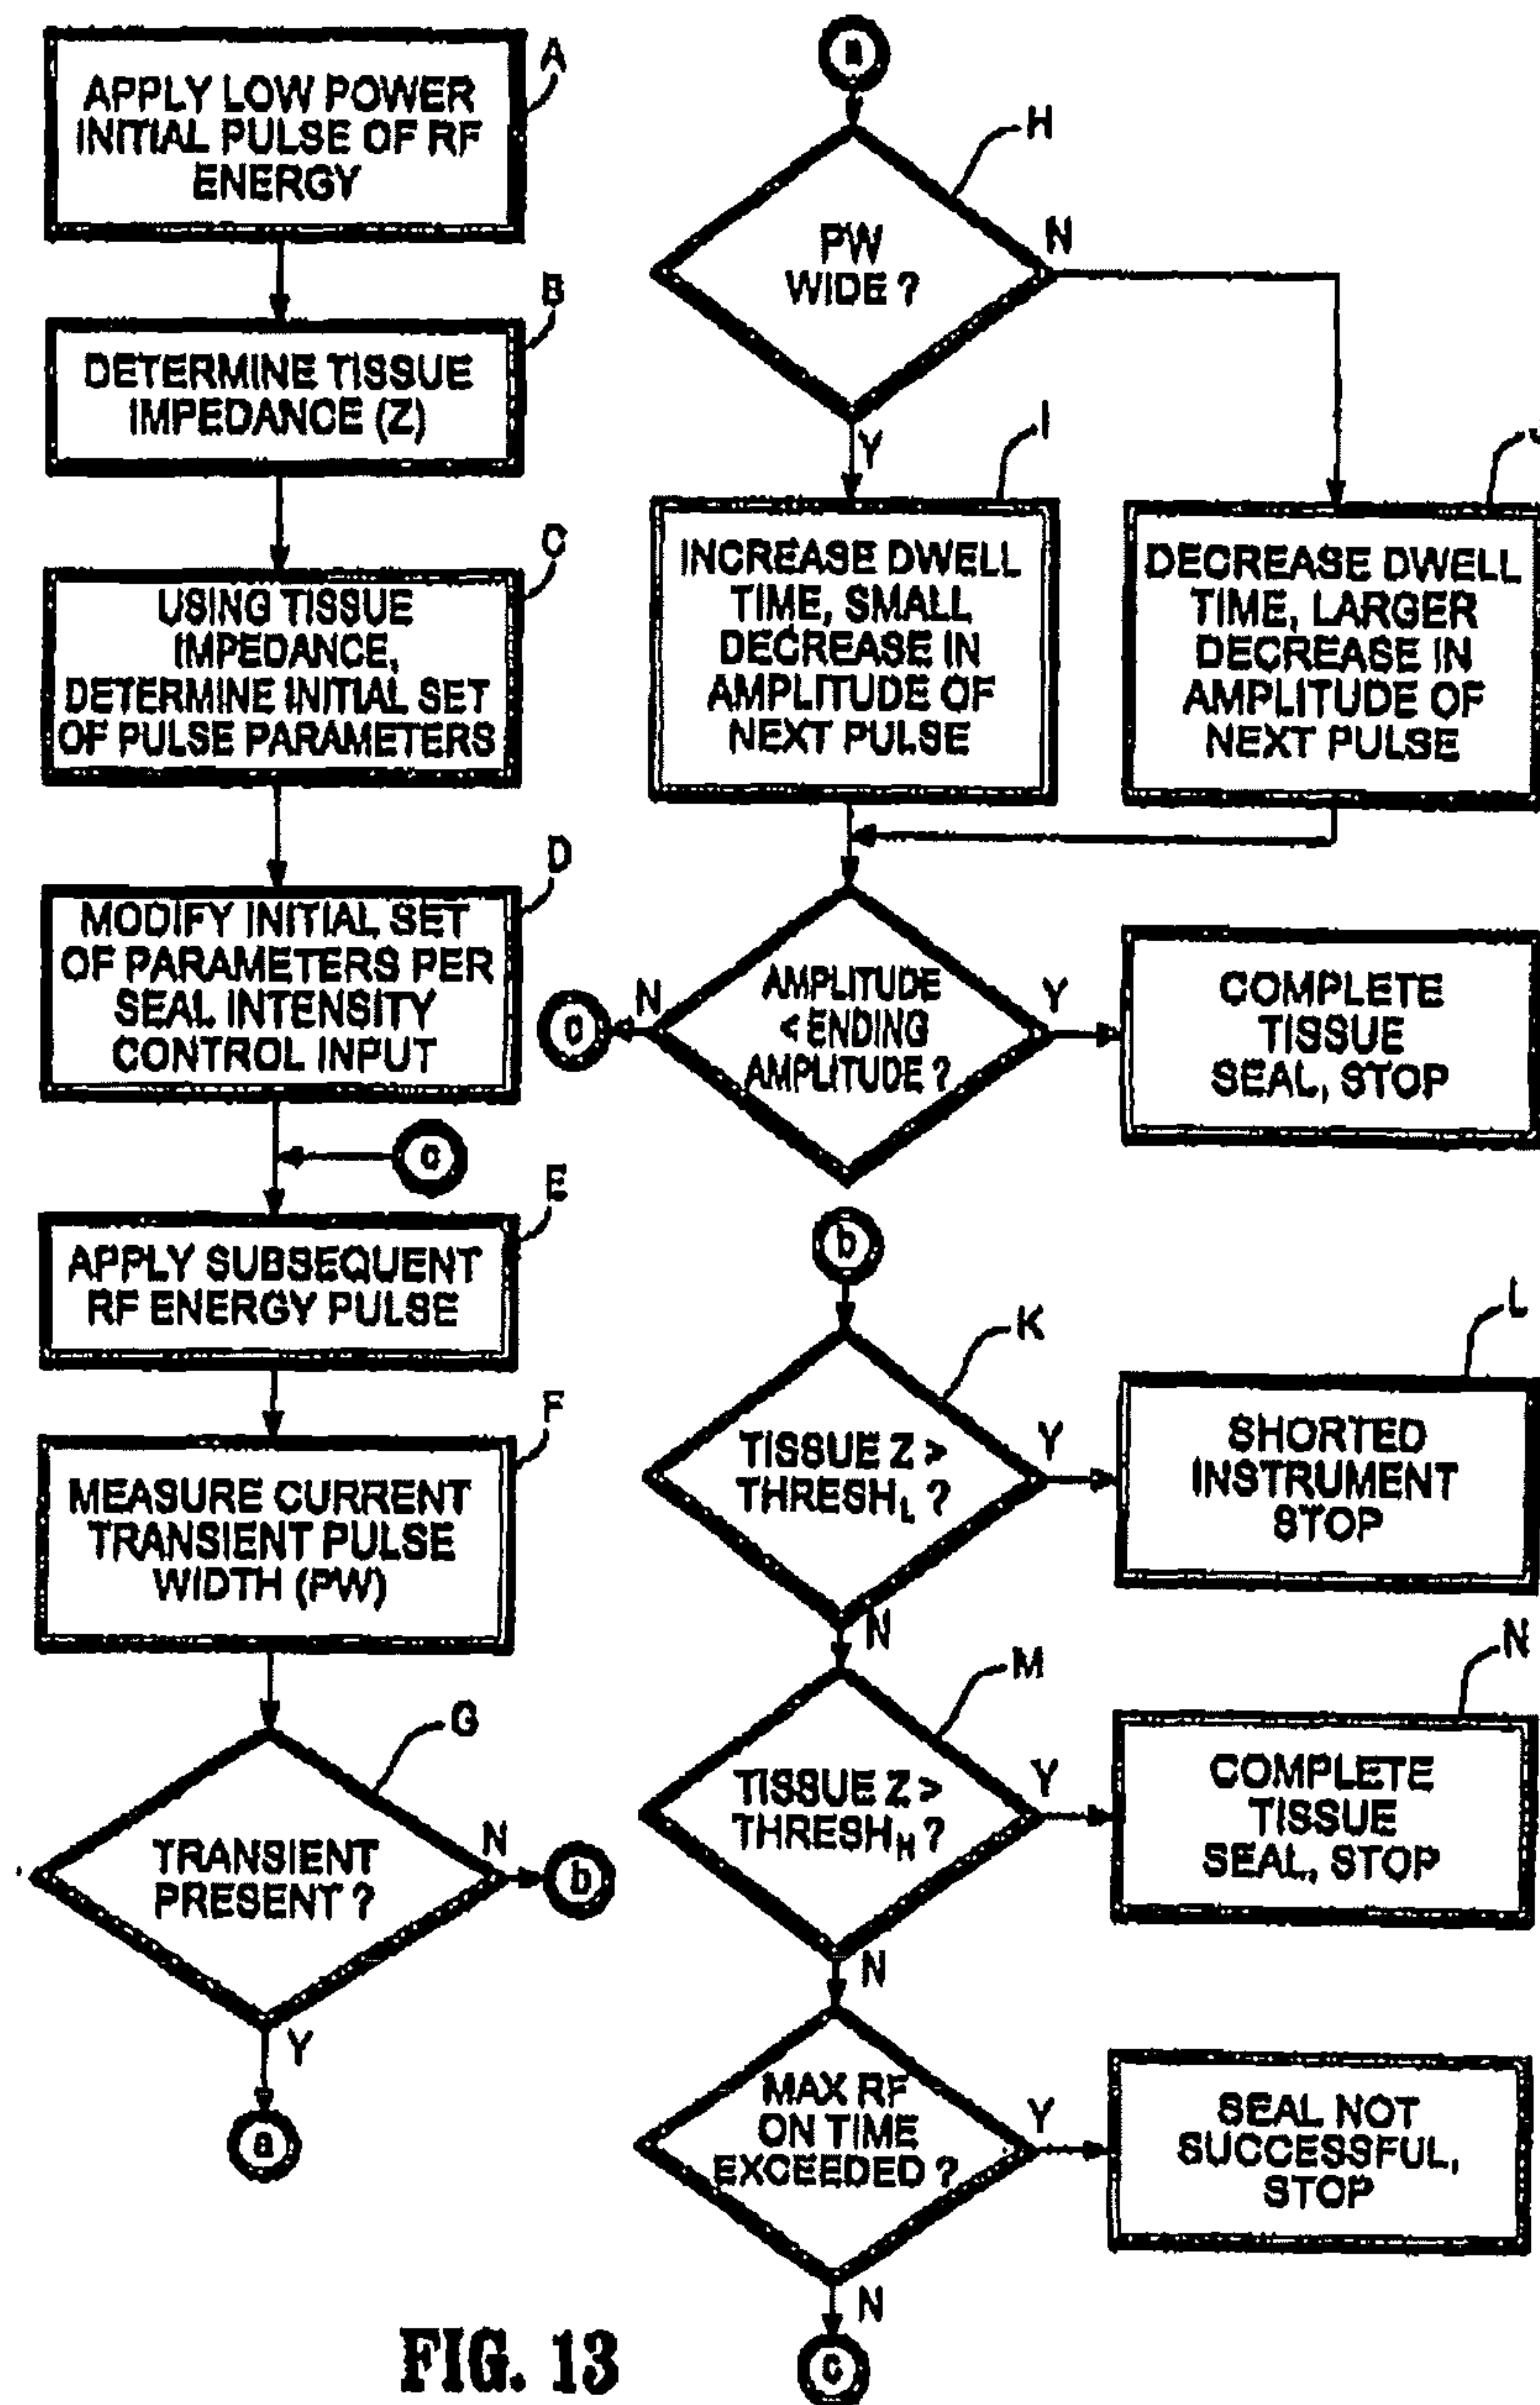 A
APPLY LOW POWER
INITIAL PULSE OF RF
ENERGY
B
DETERMINE TISSUE
IMPEDANCE (Z)
C
USING TISSUE
IMPEDANCE,
DETERMINE INITIAL SET
OF PULSE PARAMETERS
D
MODIFY INITIAL SET
OF PARAMETERS PER
SEAL INTENSITY
CONTROL INPUT
c
E
APPLY SUBSEQUENT
RF ENERGY PULSE
F
MEASURE CURRENT
TRANSIENT PULSE
WIDTH (PW)
G
TRANSIENT
PRESENT ?
N
b
Y
a
a
H
PW
WIDE ?
N
Y
I
INCREASE DWELL
TIME, SMALL
DECREASE IN
AMPLITUDE OF
NEXT PULSE
J
DECREASE DWELL
TIME, LARGER
DECREASE IN
AMPLITUDE OF
NEXT PULSE
AMPLITUDE
< ENDING
AMPLITUDE ?
N
c
Y
COMPLETE
TISSUE
SEAL, STOP
b
K
TISSUE Z >
THRESH_L ?
Y
L
SHORTED
INSTRUMENT
STOP
N
M
TISSUE Z >
THRESH_H ?
Y
N
COMPLETE
TISSUE
SEAL, STOP
N
MAX RF
ON TIME
EXCEEDED ?
Y
SEAL NOT
SUCCESSFUL,
STOP
N
c
FIG. 13